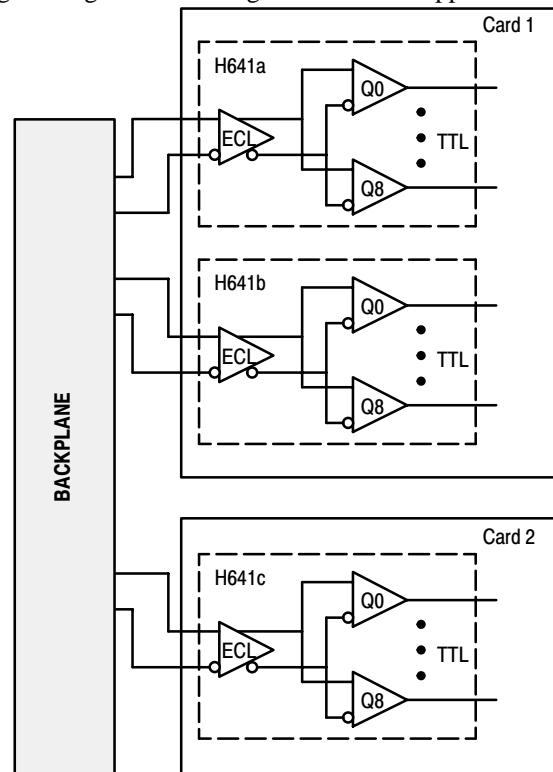 Card 1
H641a
ECL
Q0
TTL
Q8
H641b
ECL
Q0
TTL
Q8
BACKPLANE
Card 2
H641c
ECL
Q0
TTL
Q8